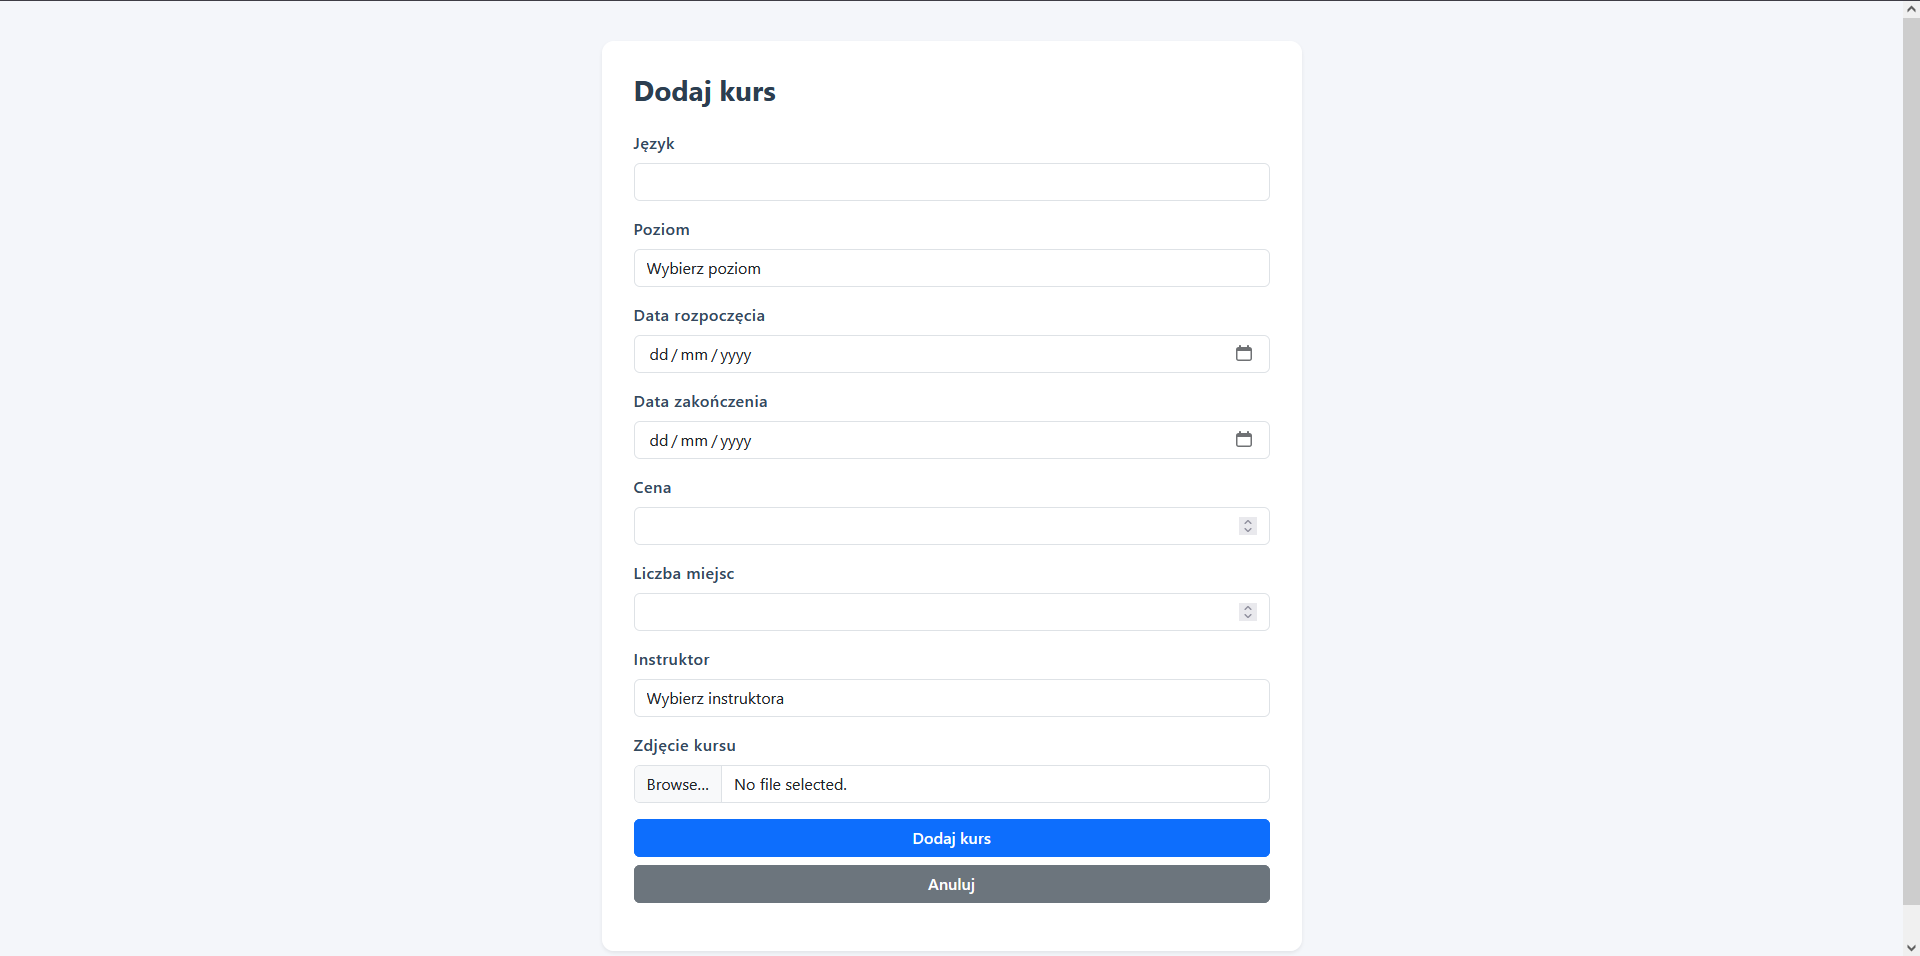 Dodaj kurs
Język
Poziom
Wybierz poziom
Data rozpoczęcia
dd/mm/yyyy
Data zakończenia
dd/mm/yyyy
Cena
Liczba miejsc
Instruktor
Wybierz instruktora
Zdjęcie kursu
Browse... No file selected.
Dodaj kurs
Anuluj